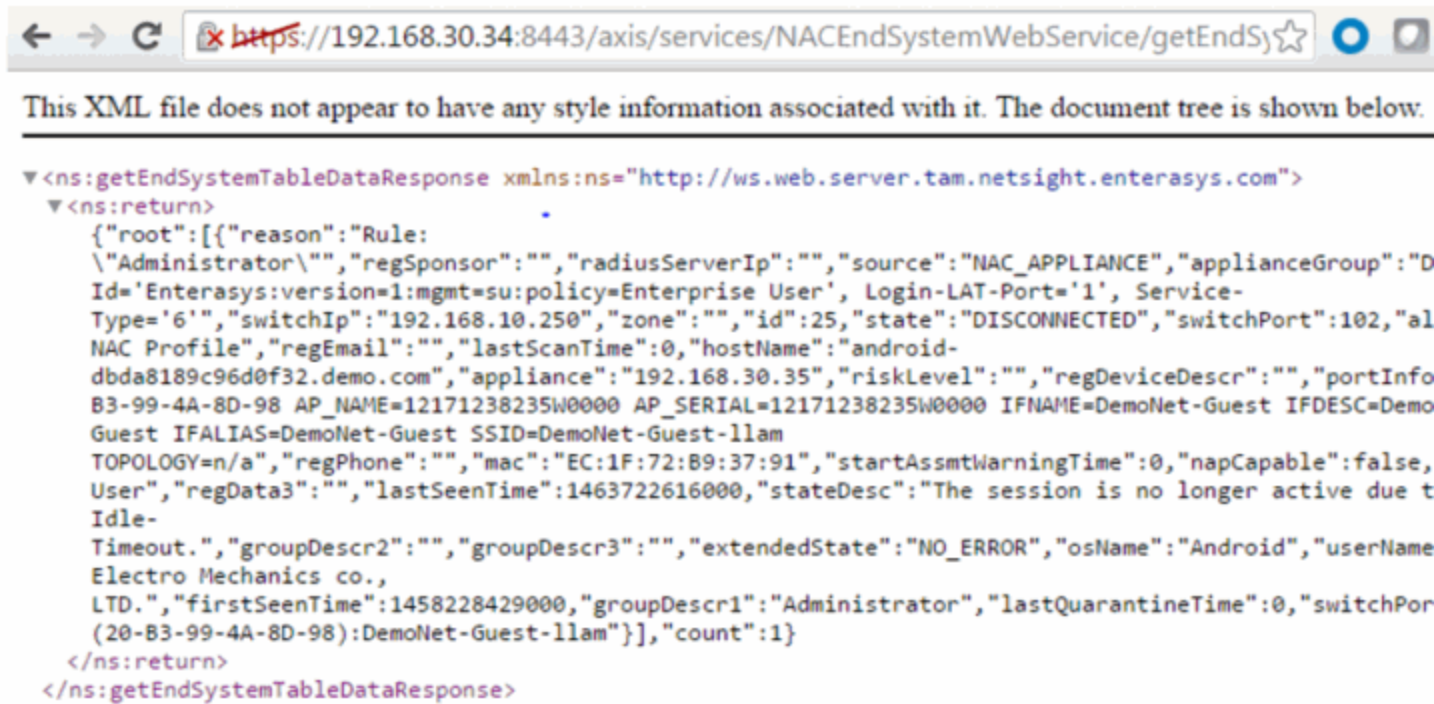 https://192.168.30.34:8443/axis/services/NACEndSystemWebService/getEndSy
This XML file does not appear to have any style information associated with it. The document tree is shown below.
▼<ns:getEndSystemTableDataResponse xmlns:ns="http://ws.web.server.tam.netsight.enterasys.com">
▼<ns:return>
{"root":[{"reason":"Rule:
\"Administrator\"","regSponsor":"","radiusServerIp":"","source":"NAC_APPLIANCE","applianceGroup":"D
Id='Enterasys:version=1:mgmt=su:policy=Enterprise User', Login-LAT-Port='1', Service-
Type='6'","switchIp":"192.168.10.250","zone":"","id":25,"state":"DISCONNECTED","switchPort":102,"al
NAC Profile","regEmail":"","lastScanTime":0,"hostName":"android-
dbda8189c96d0f32.demo.com","appliance":"192.168.30.35","riskLevel":"","regDeviceDescr":"","portInfo
B3-99-4A-8D-98 AP_NAME=12171238235W0000 AP_SERIAL=12171238235W0000 IFNAME=DemoNet-Guest IFDESC=Demo
Guest IFALIAS=DemoNet-Guest SSID=DemoNet-Guest-llam
TOPOLOGY=n/a","regPhone":"","mac":"EC:1F:72:B9:37:91","startAssmtWarningTime":0,"napCapable":false,
User","regData3":"","lastSeenTime":1463722616000,"stateDesc":"The session is no longer active due t
Idle-
Timeout.","groupDescr2":"","groupDescr3":"","extendedState":"NO_ERROR","osName":"Android","userName
Electro Mechanics co.,
LTD.","firstSeenTime":1458228429000,"groupDescr1":"Administrator","lastQuarantineTime":0,"switchPor
(20-B3-99-4A-8D-98):DemoNet-Guest-llam"}],"count":1}
</ns:return>
</ns:getEndSystemTableDataResponse>